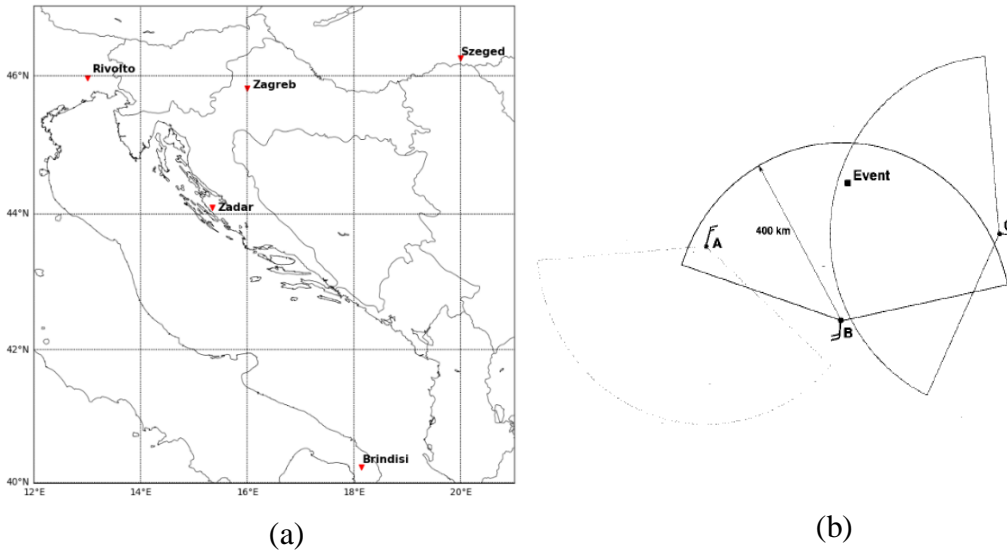 46°N
44°N
42°N
40°N
12°E
14°E
16°E
18°E
20°E
Rivolto
Szeged
Zagreb
Zadar
Brindisi
(a)
Event
400 km
A
B
C
(b)